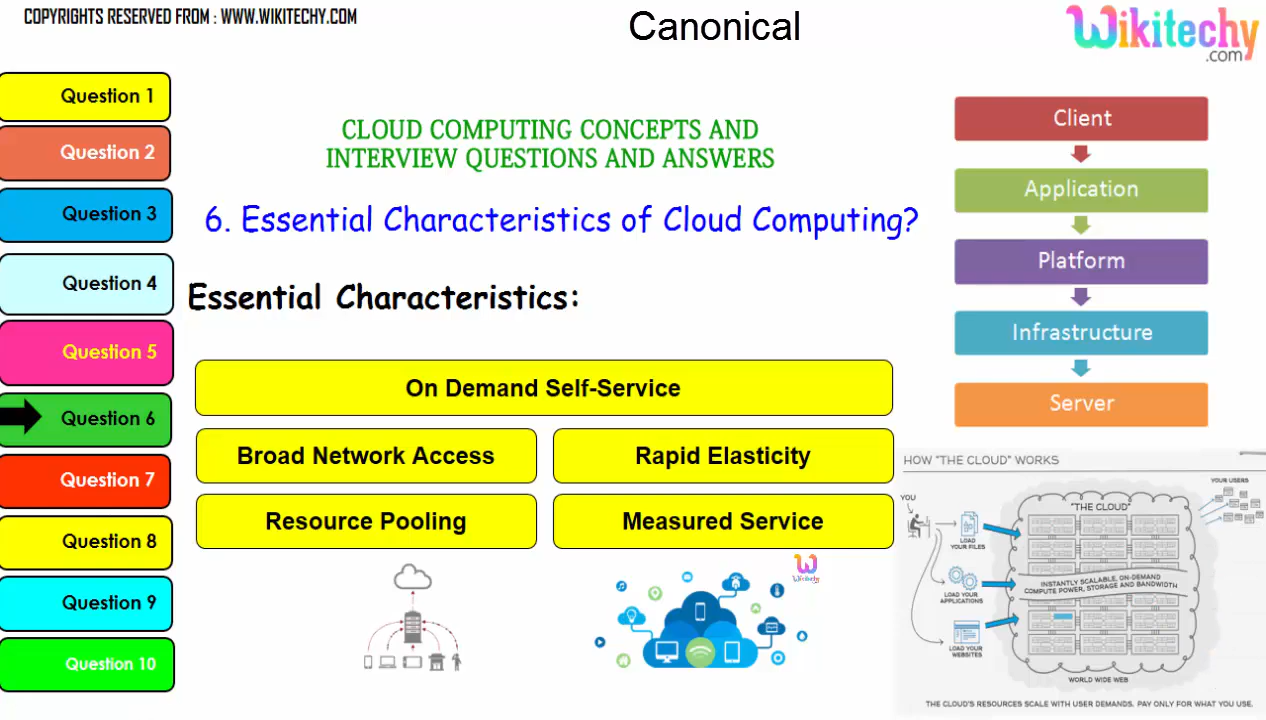 COPYRIGHTS RESERVED FROM : WWW.WIKITECHY.COM
Canonical
Wikitechy
.com
Question 1
Question 2
Question 3
Question 4
Question 5
Question 6
Question 7
Question 8
Question 9
Question 10
CLOUD COMPUTING CONCEPTS AND
INTERVIEW QUESTIONS AND ANSWERS
6. Essential Characteristics of Cloud Computing?
Essential Characteristics:
On Demand Self-Service
Broad Network Access
Rapid Elasticity
Resource Pooling
Measured Service
Wikitechy
Client
Application
Platform
Infrastructure
Server
HOW "THE CLOUD" WORKS
YOUR USERS
YOU
"THE CLOUD"
LOAD
YOUR FILES
INSTANTLY SCALABLE, ON-DEMAND
COMPUTE POWER, STORAGE AND BANDWIDTH
LOAD YOUR
APPLICATIONS
LOAD YOUR
WEBSITES
WORLD WIDE WEB
THE CLOUD'S RESOURCES SCALE WITH USER DEMANDS. PAY ONLY FOR WHAT YOU USE.